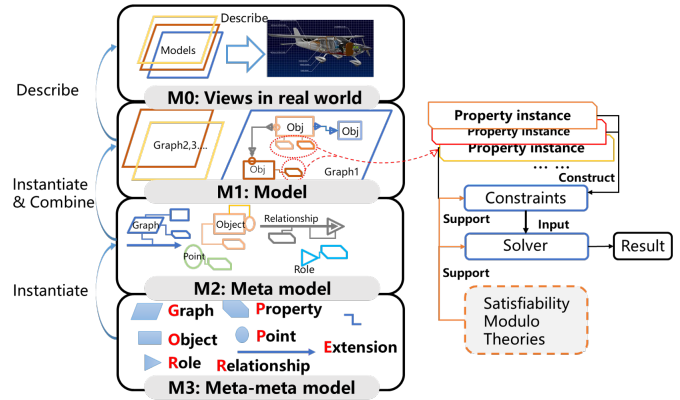 Describe
Models
M0: Views in real world
Describe
Graph2,3....
Obj
Obj
Obj
Graph1
M1: Model
Instantiate
& Combine
Graph
Object
Relationship
Point
Role
M2: Meta model
Instantiate
Graph
Property
Object
Point
Role
Relationship
Extension
M3: Meta-meta model
Property instance
Property instance
Property instance
... ...
Construct
Constraints
Support
Input
Solver
Result
Support
Satisfiability
Modulo
Theories